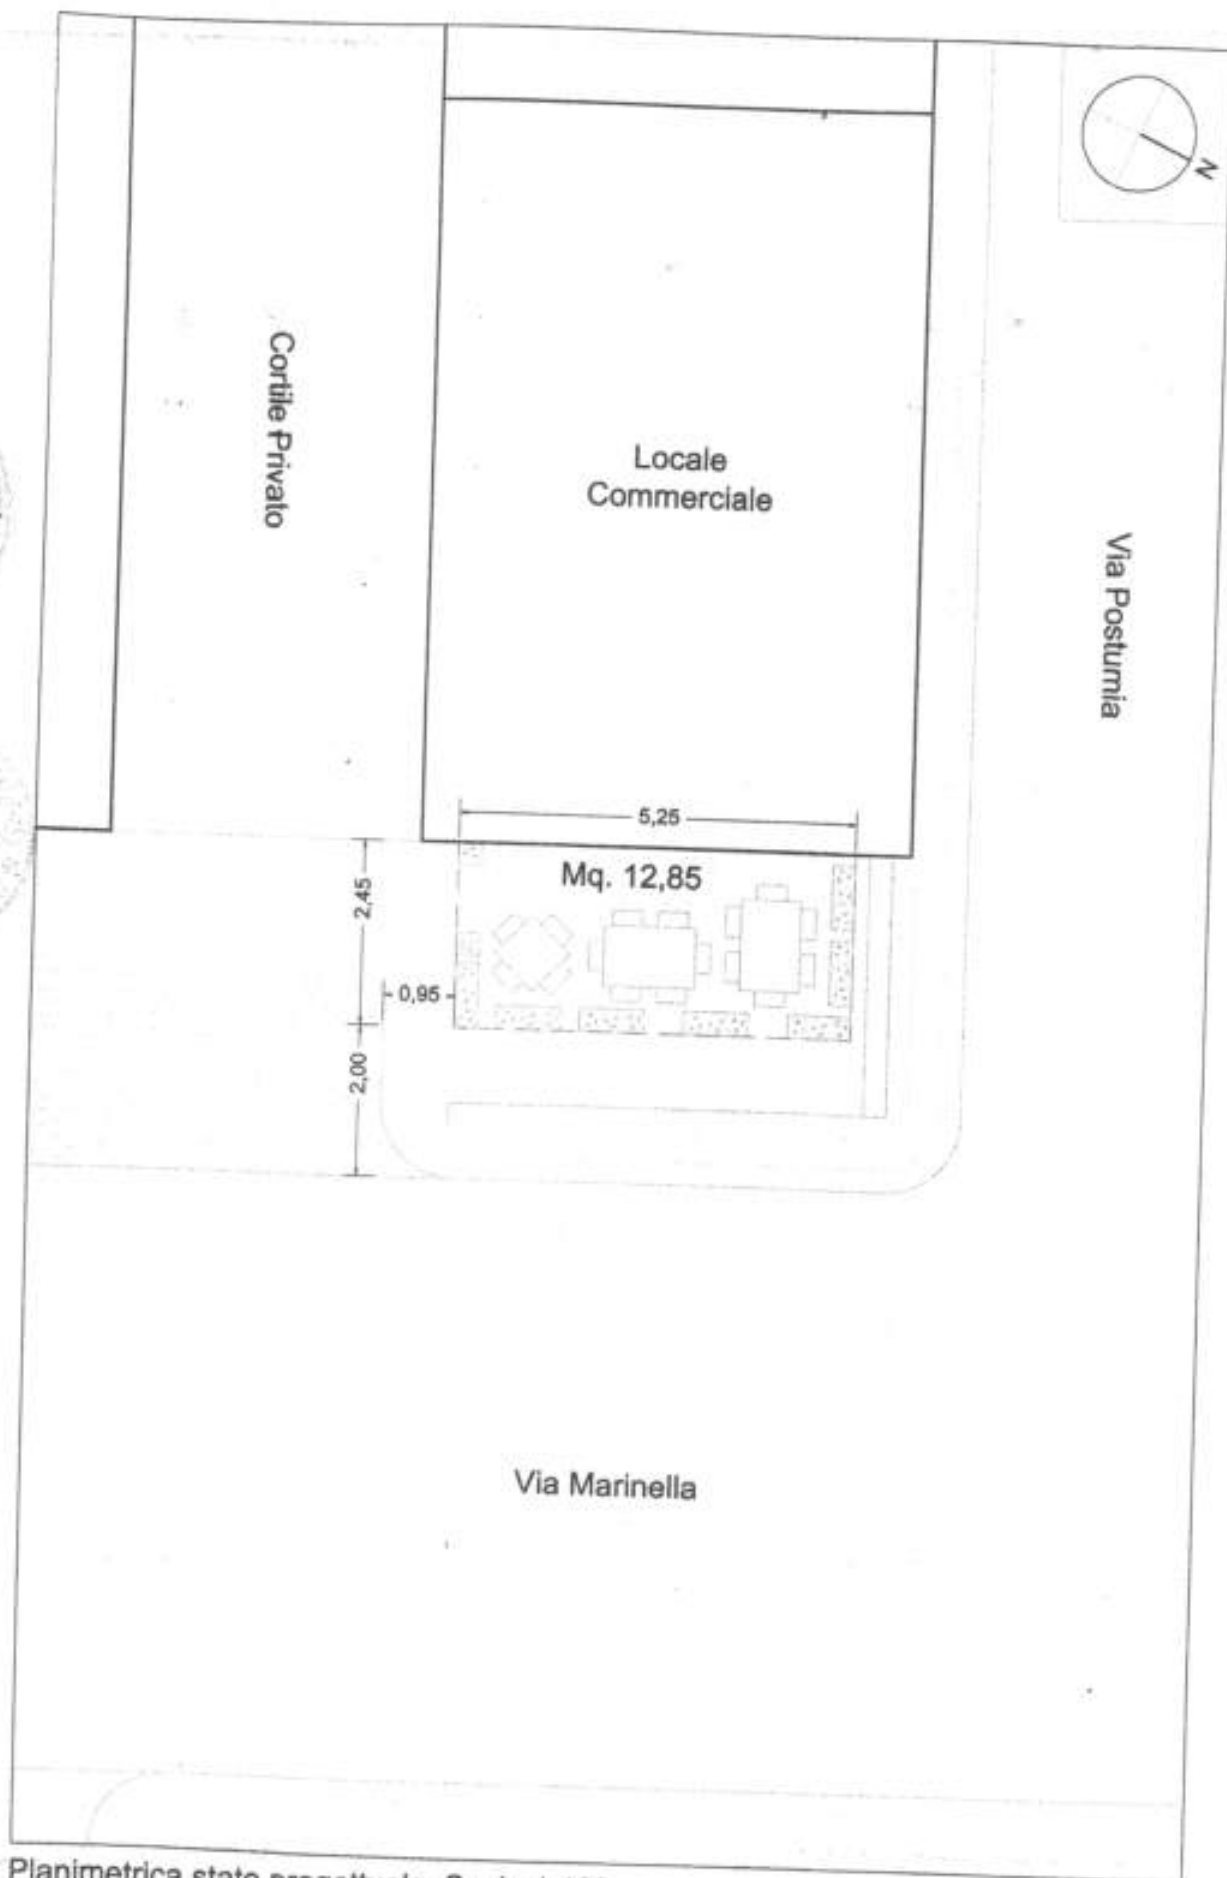 N
Cortile Privato
Locale
Commerciale
Via Postumia
5,25
Mq. 12,85
2,45
0,95
2,00
Via Marinella
Planimetrica stato progettuale